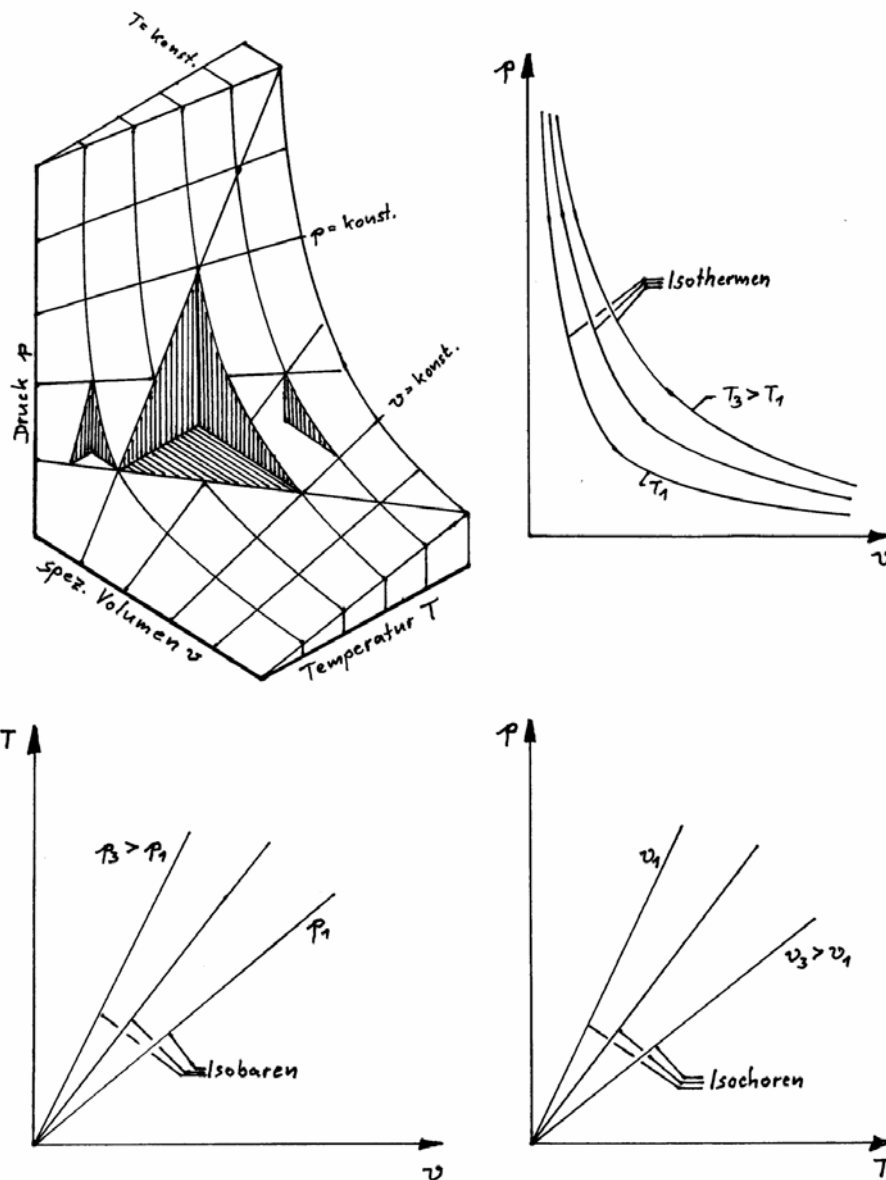 T = konst.
p = konst.
v = konst.
Druck p
spez. Volumen v
Temperatur T
p
Isothermen
T3 > T1
T1
v
T
p3 > p1
p1
Isobaren
v
p
v1
v3 > v1
Isochoren
T